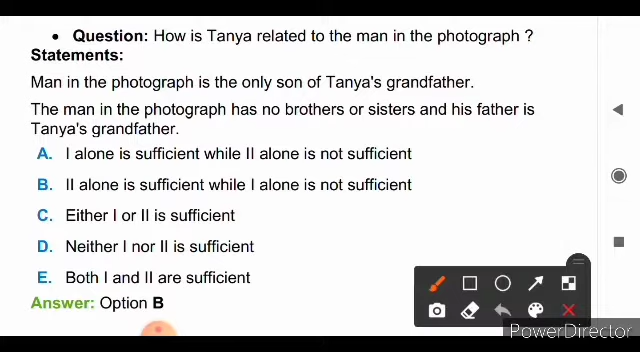 • Question: How is Tanya related to the man in the photograph ?
Statements:
Man in the photograph is the only son of Tanya's grandfather.
The man in the photograph has no brothers or sisters and his father is
Tanya's grandfather.
A. I alone is sufficient while II alone is not sufficient
B. II alone is sufficient while I alone is not sufficient
C. Either I or II is sufficient
D. Neither I nor II is sufficient
E. Both I and II are sufficient
Answer: Option B
PowerDirector